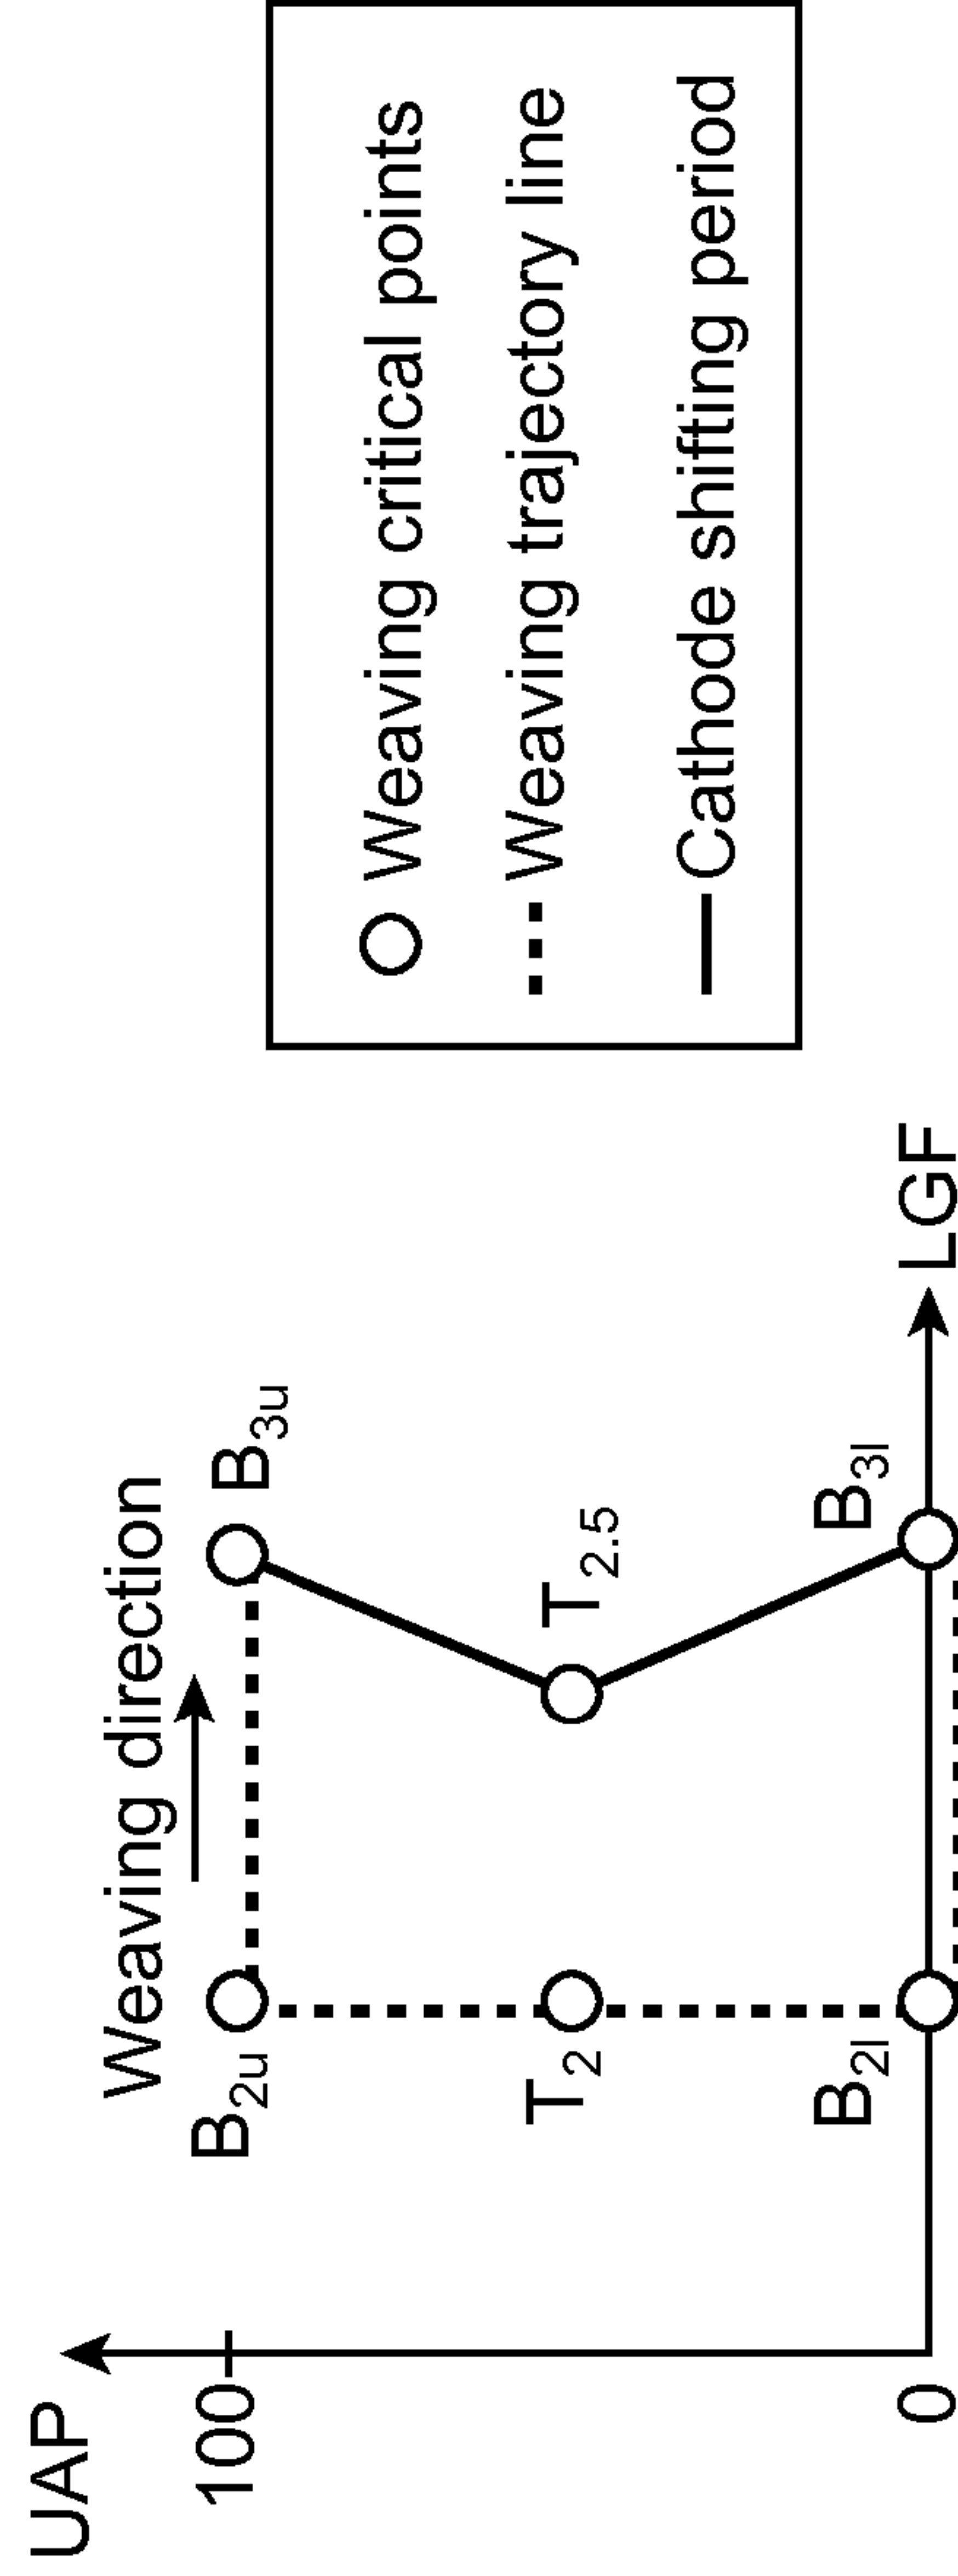 UAP
100
0
Weaving direction
B2u
B3u
T2
T2.5
B2l
B3l
LGF
Weaving critical points
Weaving trajectory line
Cathode shifting period